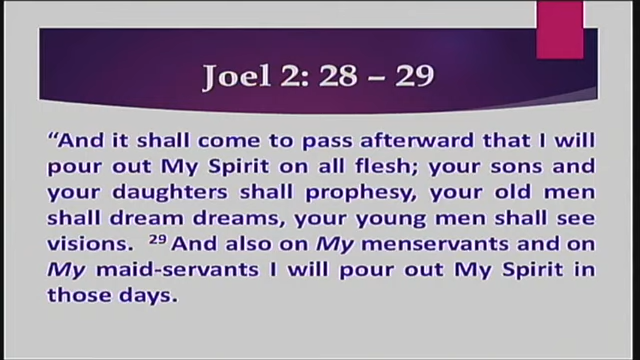 Joel 2: 28 – 29
“And it shall come to pass afterward that I will
pour out My Spirit on all flesh; your sons and
your daughters shall prophesy, your old men
shall dream dreams, your young men shall see
visions. 29 And also on My menservants and on
My maid-servants I will pour out My Spirit in
those days.